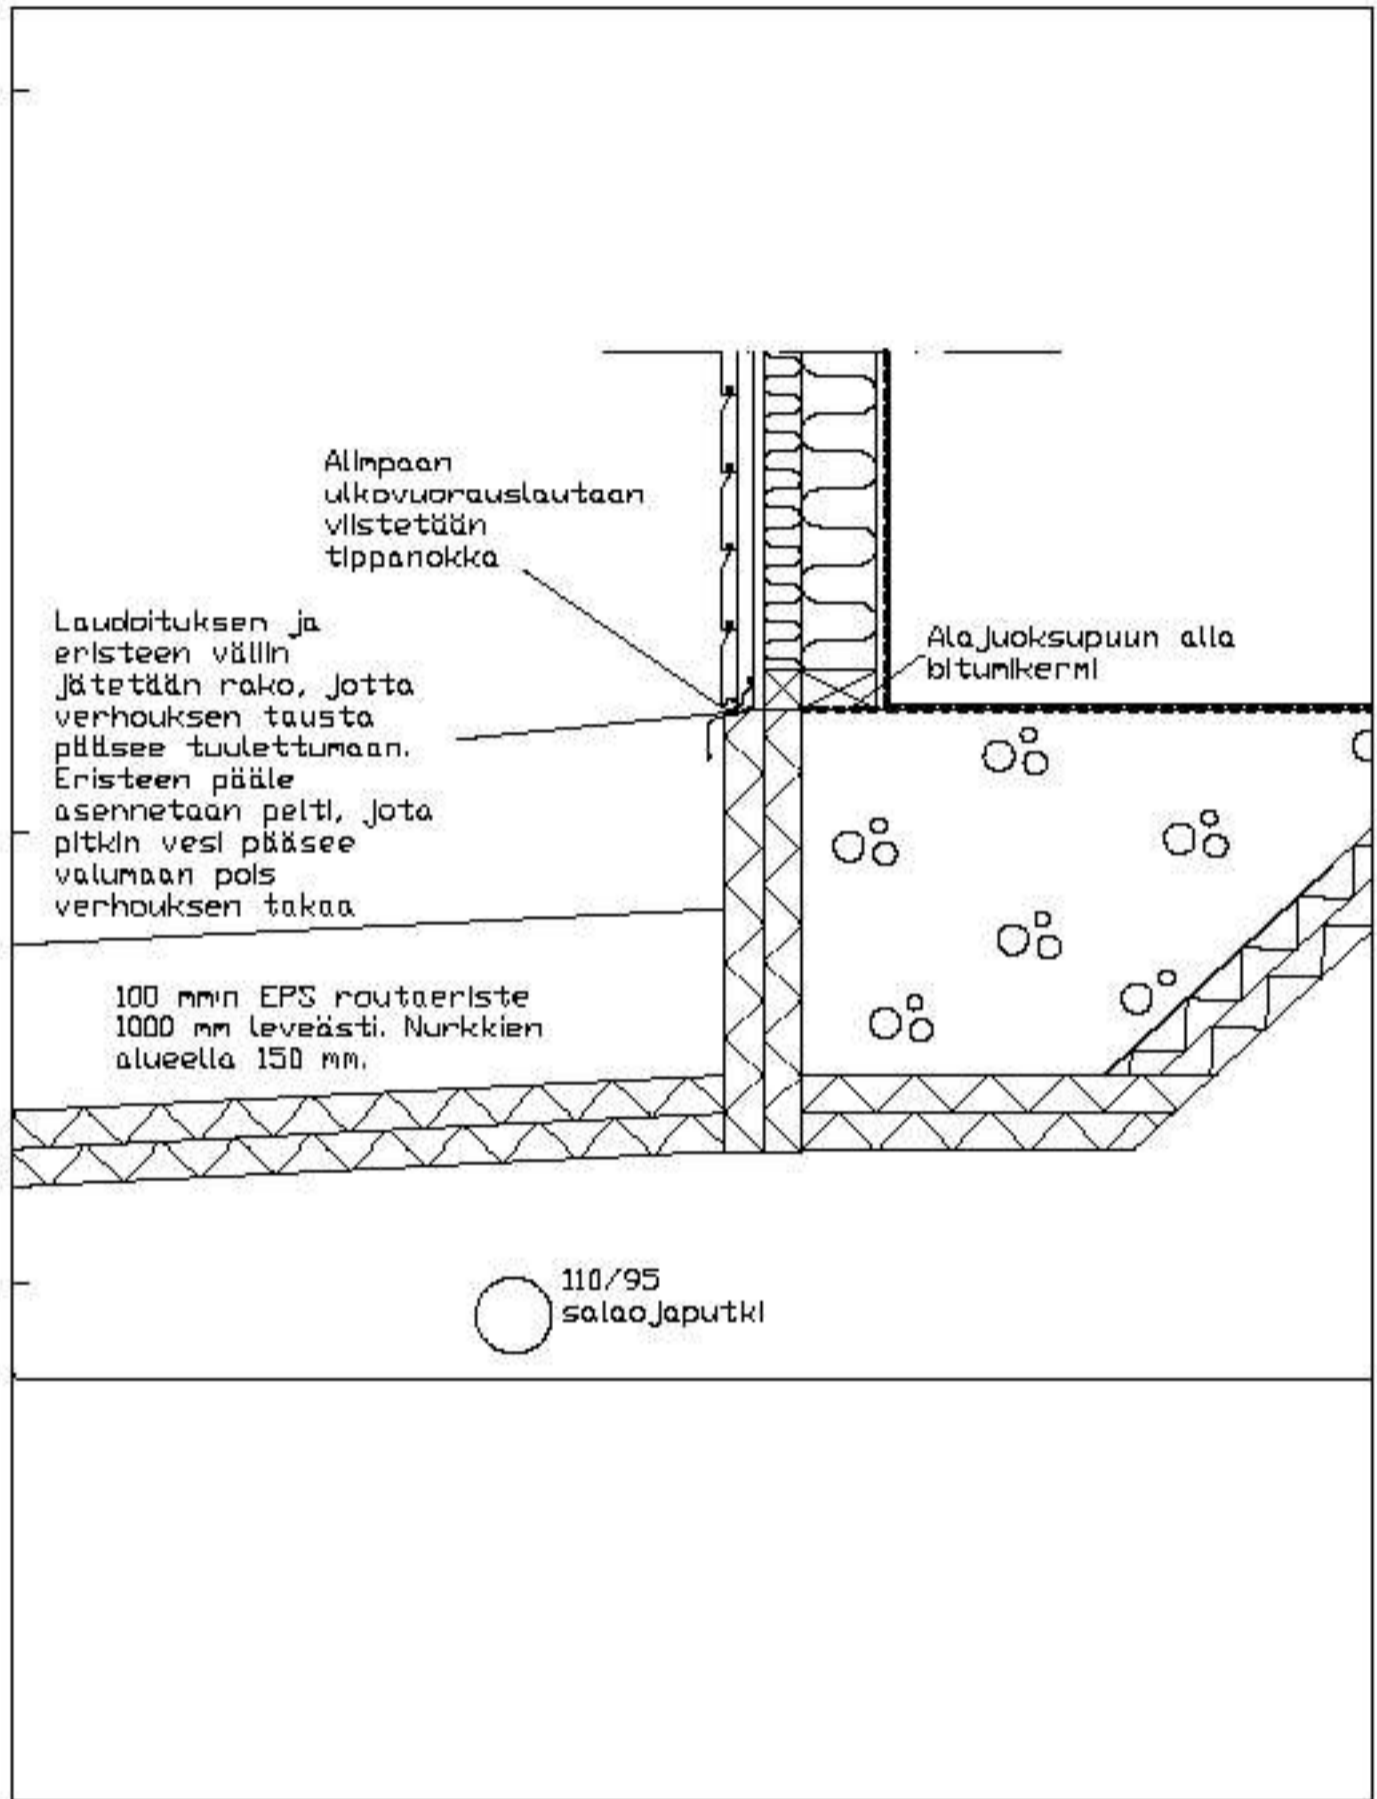 Alimpaan
ulkovuorauslautaan
viistetään
tippanokka
Laudoituksen ja
eristeen väliin
jätetään rako, jotta
verhouksen tausta
pääsee tuulettumaan.
Eristeen pääle
asennetaan pelti, jota
pitkin vesi pääsee
valumaan pois
verhouksen takaa
Alajuoksupuun alla
bitumikermi
100 mm:n EPS routaeriste
1000 mm leveästi. Nurkkien
alueella 150 mm.
110/95
salaojaputki